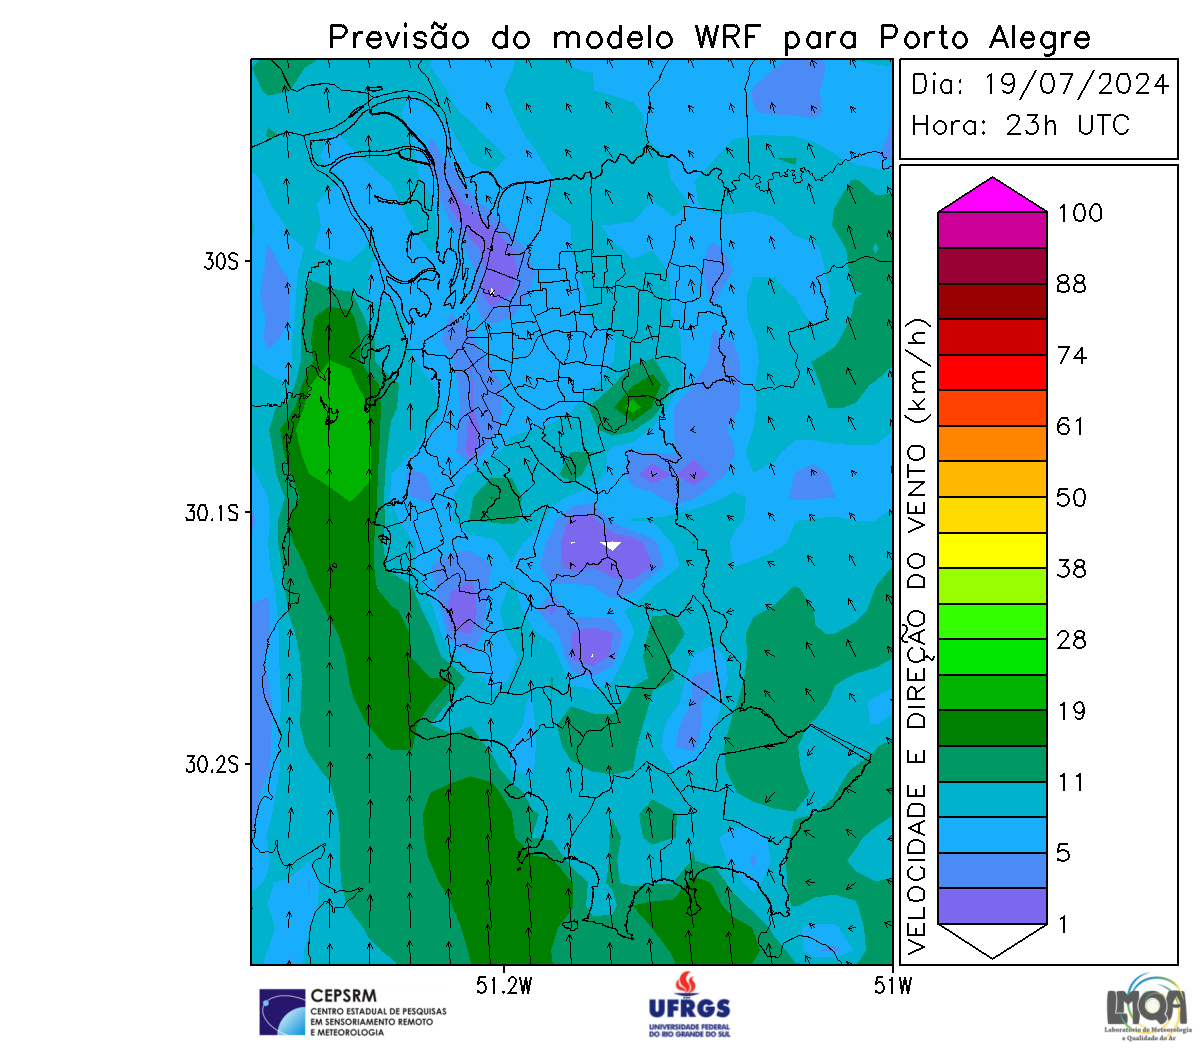 Previsão do modelo WRF para Porto Alegre
Dia: 19/07/2024
Hora: 23h UTC
30S
30.1S
30.2S
51.2W
51W
VELOCIDADE E DIREÇÃO DO VENTO (km/h)
100
88
74
61
50
38
28
19
11
5
1
CEPSRM
CENTRO ESTADUAL DE PESQUISAS
EM SENSORIAMENTO REMOTO
E METEOROLOGIA
UFRGS
UNIVERSIDADE FEDERAL
DO RIO GRANDE DO SUL
LMQA
Laboratório de Meteorologia
e Qualidade do Ar